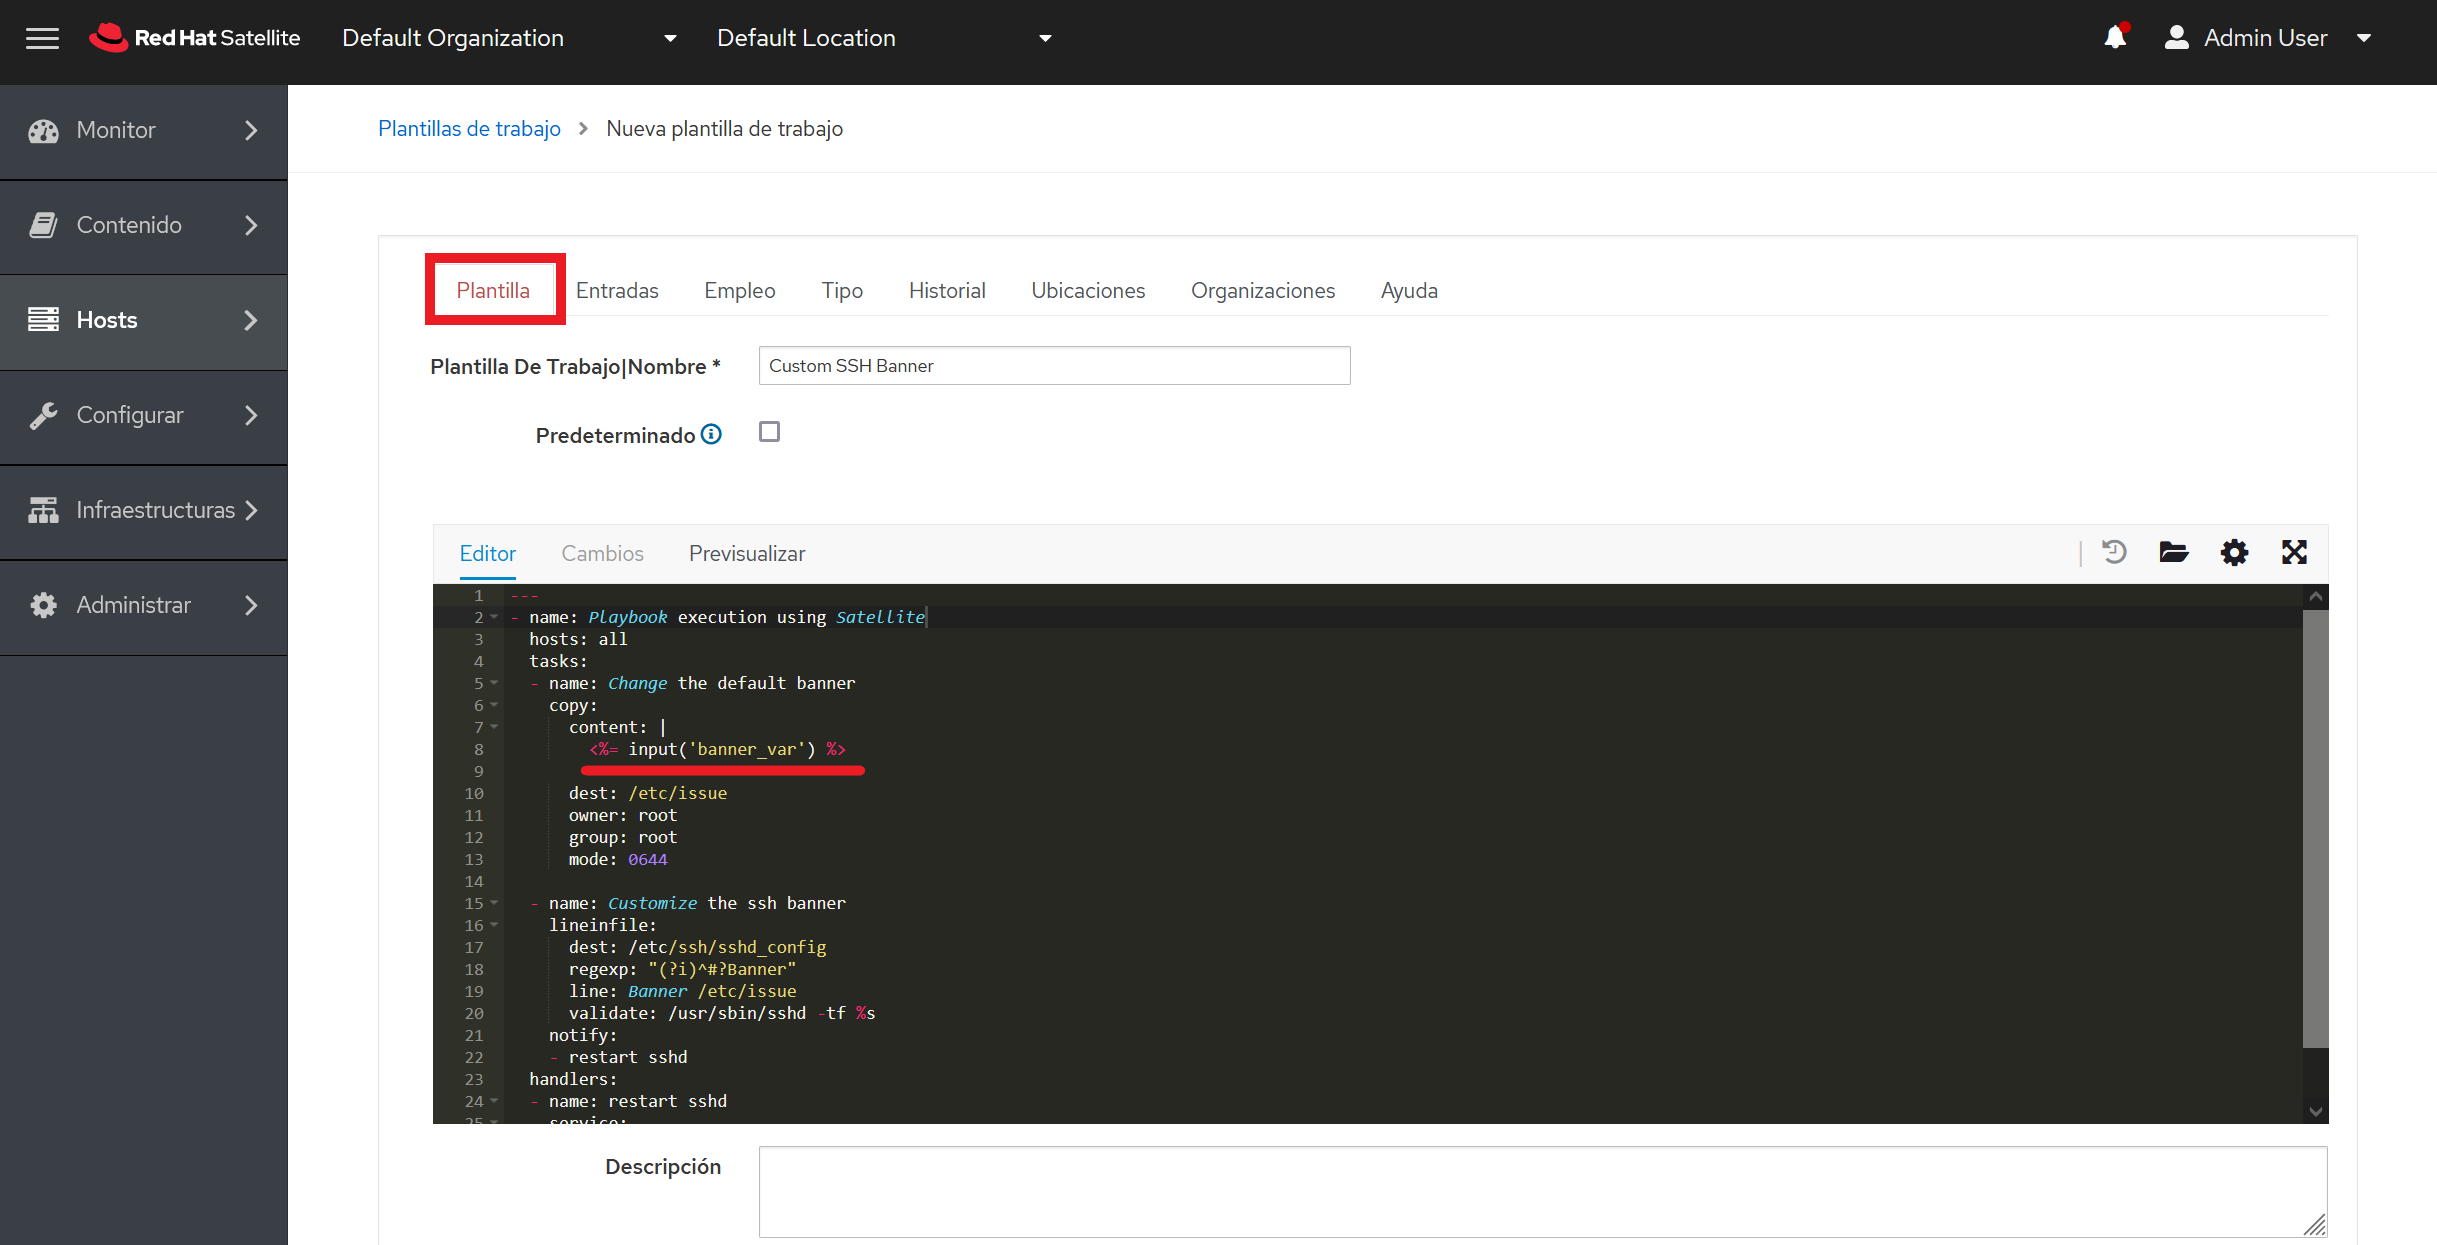 Red Hat Satellite
Default Organization
Default Location
Admin User
Monitor
Contenido
Hosts
Configurar
Infraestructuras
Administrar
Plantillas de trabajo > Nueva plantilla de trabajo
Plantilla Entradas Empleo Tipo Historial Ubicaciones Organizaciones Ayuda
Plantilla De Trabajo|Nombre * Custom SSH Banner
Predeterminado
Editor Cambios Previsualizar
1 ---
2 - name: Playbook execution using Satellite
3   hosts: all
4   tasks:
5   - name: Change the default banner
6     copy:
7       content: |
8         <%= input('banner_var') %>
9
10       dest: /etc/issue
11       owner: root
12       group: root
13       mode: 0644
14
15   - name: Customize the ssh banner
16     lineinfile:
17       dest: /etc/ssh/sshd_config
18       regexp: "(?i)^#?Banner"
19       line: Banner /etc/issue
20       validate: /usr/sbin/sshd -tf %s
21     notify:
22     - restart sshd
23   handlers:
24   - name: restart sshd
25     service:
Descripción